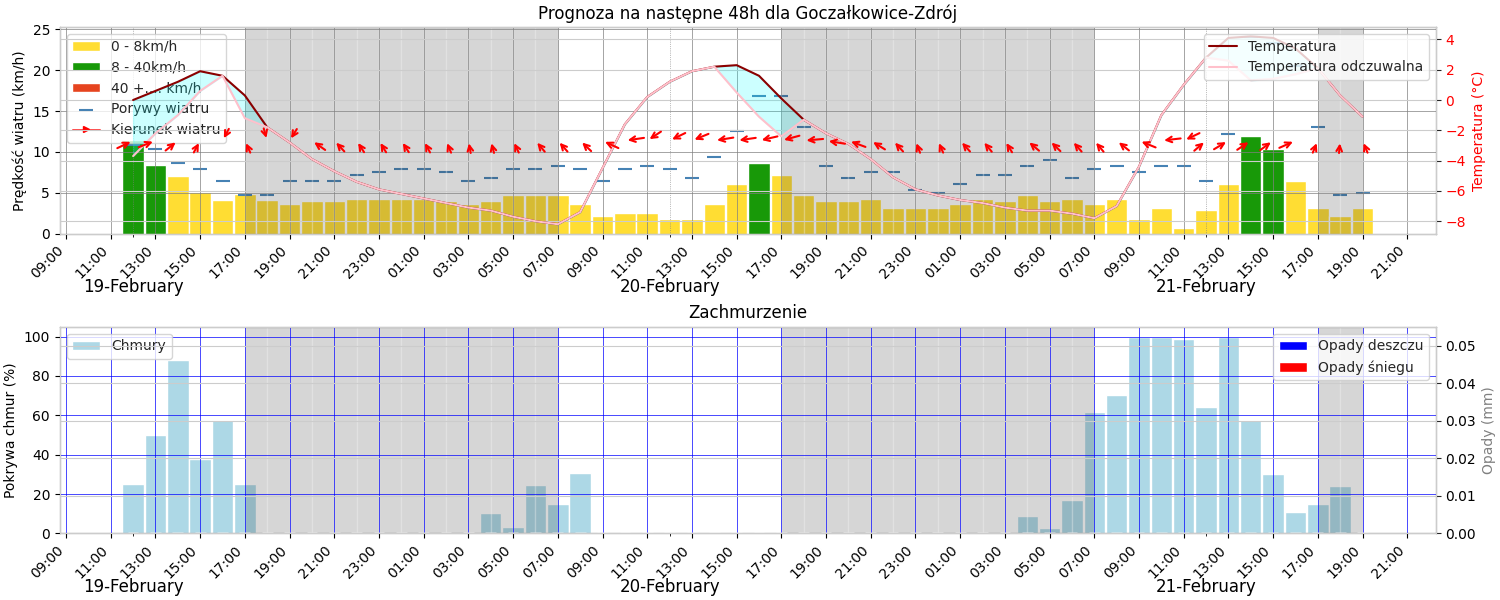 Prognoza na następne 48h dla Goczałkowice-Zdrój
Prędkość wiatru (km/h)
25
20
15
10
5
0
0 - 8km/h
8 - 40km/h
40 +... km/h
Porywy wiatru
Kierunek wiatru
Temperatura
Temperatura odczuwalna
4
2
0
−2
−4
−6
−8
Temperatura (°C)
09:00 11:00 13:00 15:00 17:00 19:00 21:00 23:00 01:00 03:00 05:00 07:00 09:00 11:00 13:00 15:00 17:00 19:00 21:00 23:00 01:00 03:00 05:00 07:00 09:00 11:00 13:00 15:00 17:00 19:00 21:00
19-February 20-February 21-February
Zachmurzenie
Pokrywa chmur (%)
100
80
60
40
20
0
Chmury
Opady deszczu
Opady śniegu
0.05
0.04
0.03
0.02
0.01
0.00
Opady (mm)
09:00 11:00 13:00 15:00 17:00 19:00 21:00 23:00 01:00 03:00 05:00 07:00 09:00 11:00 13:00 15:00 17:00 19:00 21:00 23:00 01:00 03:00 05:00 07:00 09:00 11:00 13:00 15:00 17:00 19:00 21:00
19-February 20-February 21-February